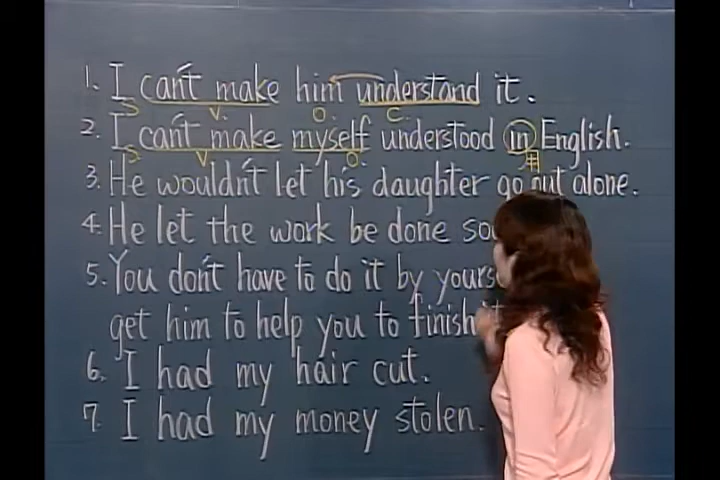 1. I can't make him understand it.
S V. O. C.
2. I can't make myself understood in English.
S. V O. 用
3. He wouldn't let his daughter go out alone.
4. He let the work be done
5. You don't have to do it by
get him to help you to finish
6. I had my hair cut.
7. I had my money stolen.